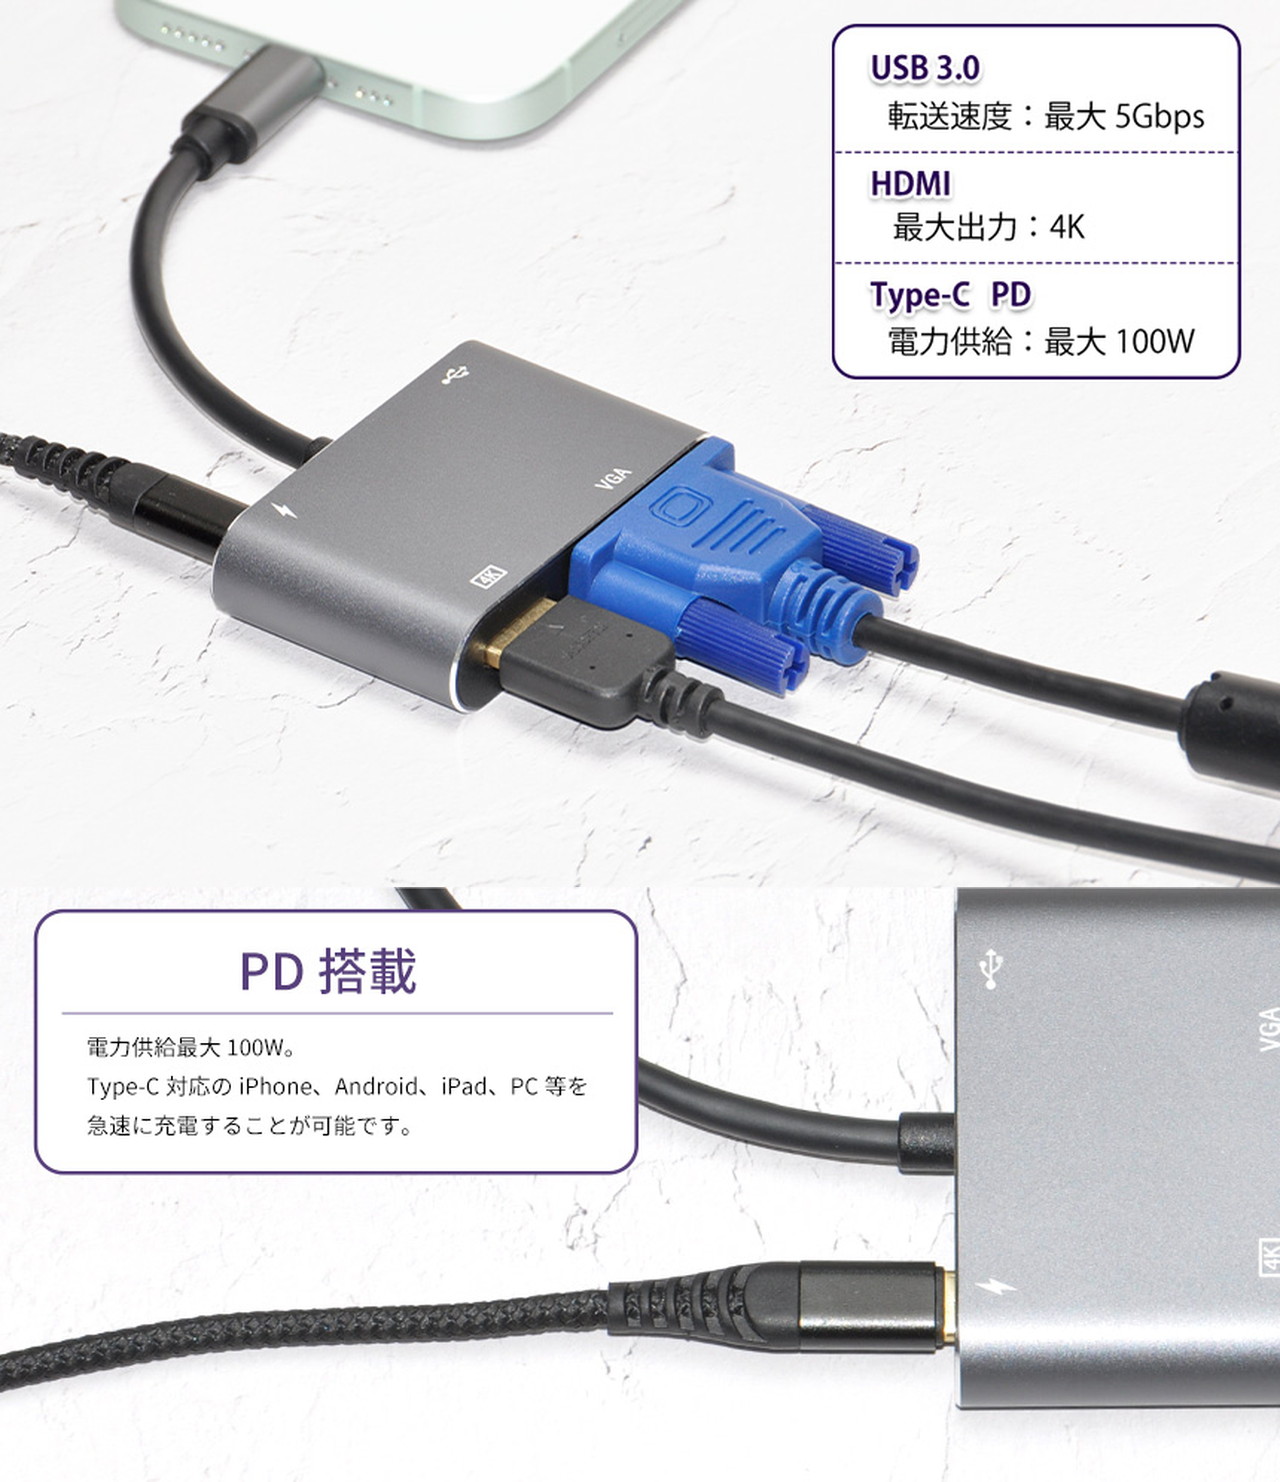 USB 3.0
転送速度：最大 5Gbps
HDMI
最大出力：4K
Type-C PD
電力供給：最大 100W
VGA
4K
PD 搭載
電力供給最大 100W。
Type-C 対応の iPhone、Android、iPad、PC 等を
急速に充電することが可能です。
VGA
4K